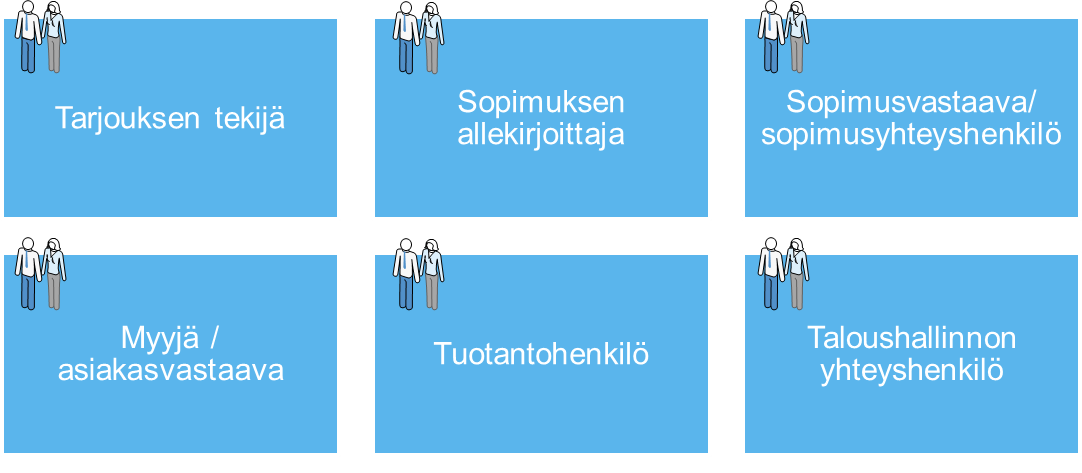 Tarjouksen tekijä
Sopimuksen
allekirjoittaja
Sopimusvastaava/
sopimusyhteyshenkilö
Myyjä /
asiakasvastaava
Tuotantohenkilö
Taloushallinnon
yhteyshenkilö